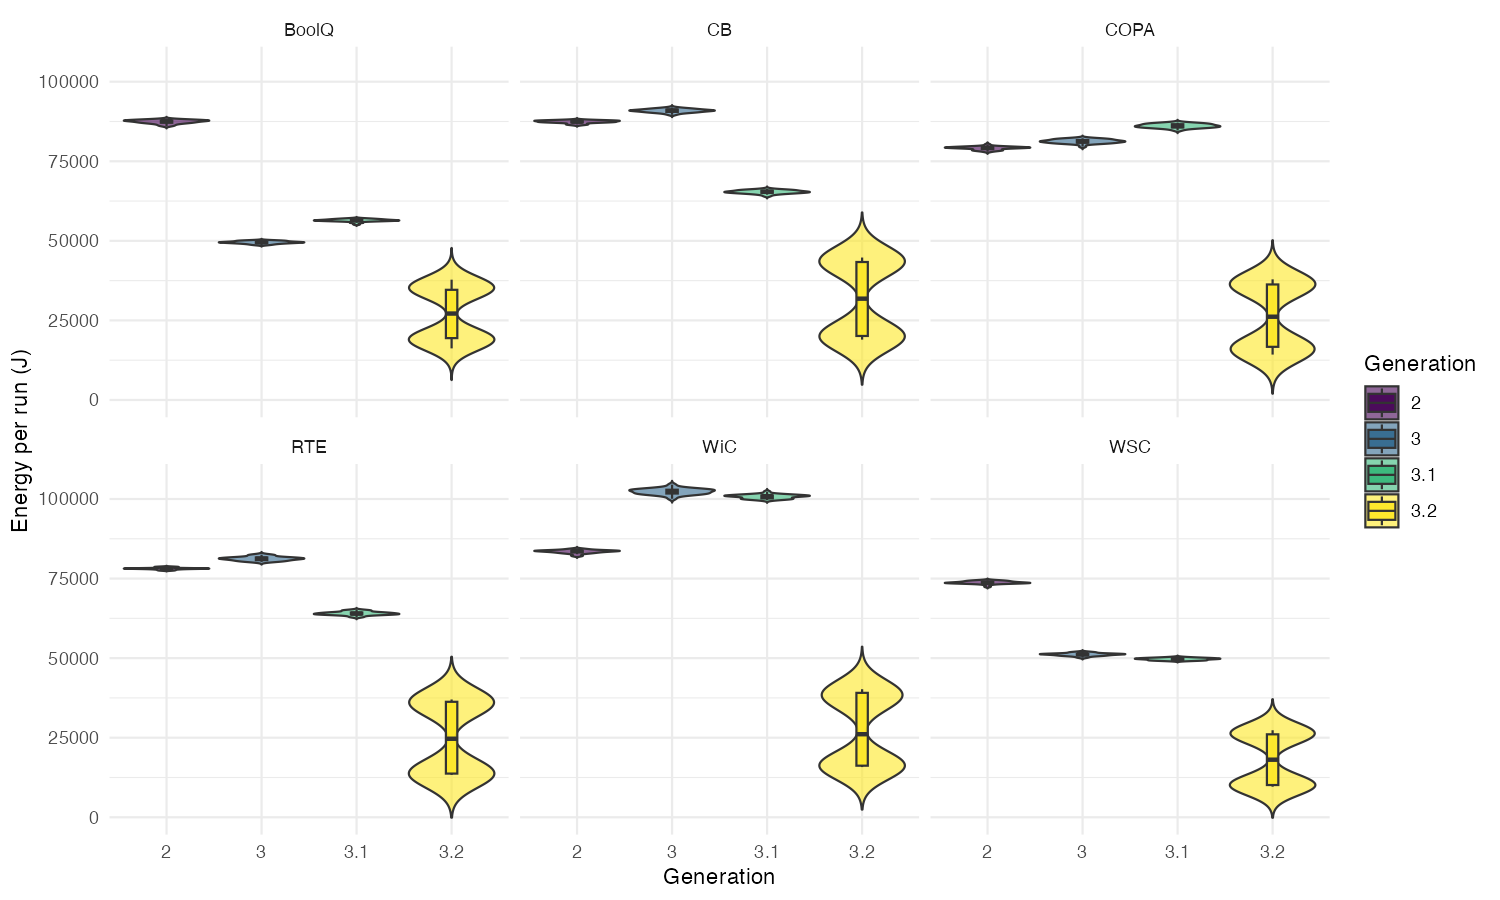 BoolQ
CB
COPA
100000
75000
50000
25000
0
RTE
WiC
WSC
100000
75000
50000
25000
0
2 3 3.1 3.2
2 3 3.1 3.2
2 3 3.1 3.2
Generation
Energy per run (J)
Generation
2
3
3.1
3.2